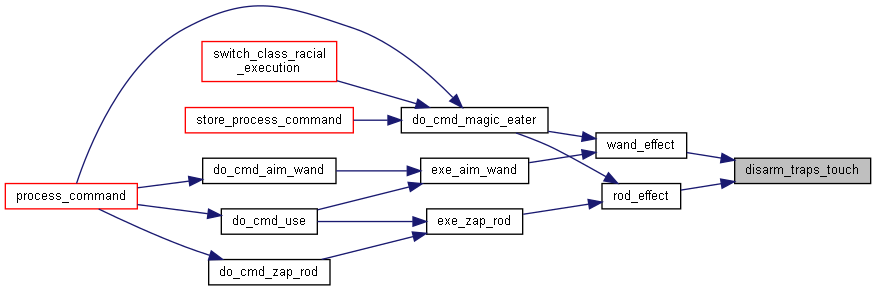 switch_class_racial
_execution
store_process_command
do_cmd_magic_eater
wand_effect
do_cmd_aim_wand
exe_aim_wand
disarm_traps_touch
process_command
rod_effect
do_cmd_use
exe_zap_rod
do_cmd_zap_rod